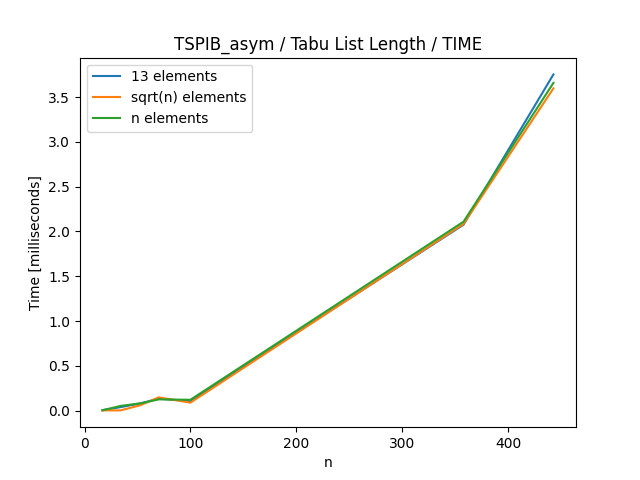 TSPIB_asym / Tabu List Length / TIME
13 elements
sqrt(n) elements
n elements
Time [milliseconds]
3.5
3.0
2.5
2.0
1.5
1.0
0.5
0.0
0
100
200
300
400
n